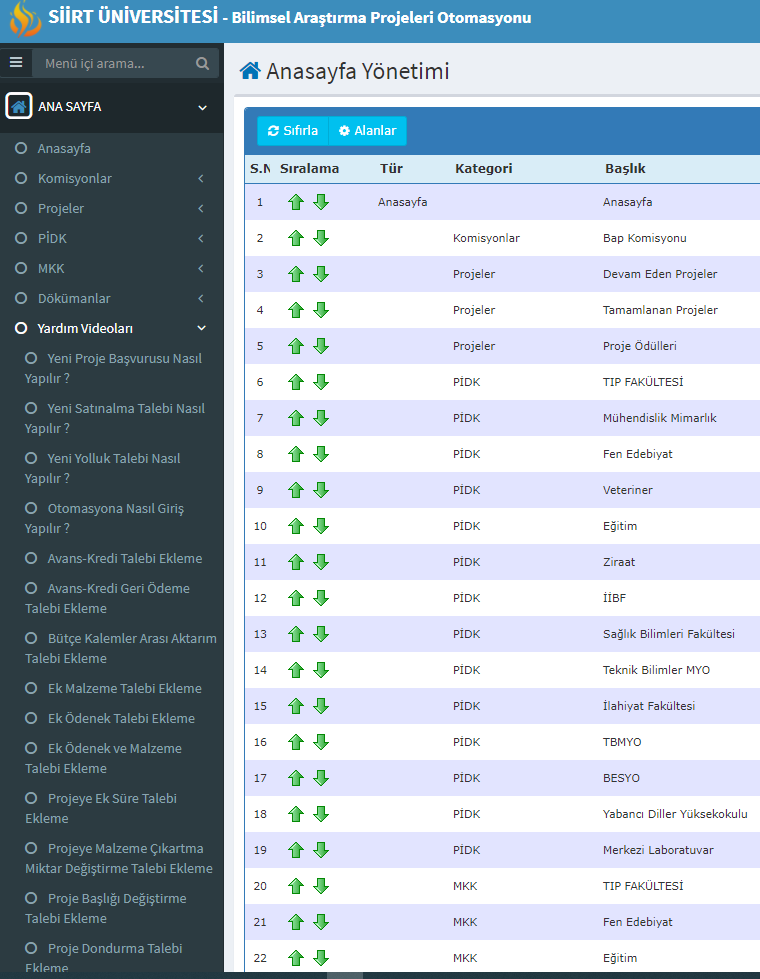 SİİRT ÜNİVERSİTESİ - Bilimsel Araştırma Projeleri Otomasyonu
Menü içi arama...
ANA SAYFA
Anasayfa
Komisyonlar
Projeler
PİDK
MKK
Dökümanlar
Yardım Videoları
Yeni Proje Başvurusu Nasıl
Yapılır ?
Yeni Satınalma Talebi Nasıl
Yapılır ?
Yeni Yolluk Talebi Nasıl
Yapılır ?
Otomasyona Nasıl Giriş
Yapılır ?
Avans-Kredi Talebi Ekleme
Avans-Kredi Geri Ödeme
Talebi Ekleme
Bütçe Kalemler Arası Aktarım
Talebi Ekleme
Ek Malzeme Talebi Ekleme
Ek Ödenek Talebi Ekleme
Ek Ödenek ve Malzeme
Talebi Ekleme
Projeye Ek Süre Talebi
Ekleme
Projeye Malzeme Çıkartma
Miktar Değiştirme Talebi Ekleme
Proje Başlığı Değiştirme
Talebi Ekleme
Proje Dondurma Talebi
Ekleme
Anasayfa Yönetimi
Sıfırla Alanlar
S.N Sıralama Tür Kategori Başlık
1 Anasayfa Anasayfa
2 Komisyonlar Bap Komisyonu
3 Projeler Devam Eden Projeler
4 Projeler Tamamlanan Projeler
5 Projeler Proje Ödülleri
6 PİDK TIP FAKÜLTESİ
7 PİDK Mühendislik Mimarlık
8 PİDK Fen Edebiyat
9 PİDK Veteriner
10 PİDK Eğitim
11 PİDK Ziraat
12 PİDK İİBF
13 PİDK Sağlık Bilimleri Fakültesi
14 PİDK Teknik Bilimler MYO
15 PİDK İlahiyat Fakültesi
16 PİDK TBMYO
17 PİDK BESYO
18 PİDK Yabancı Diller Yüksekokulu
19 PİDK Merkezi Laboratuvar
20 MKK TIP FAKÜLTESİ
21 MKK Fen Edebiyat
22 MKK Eğitim